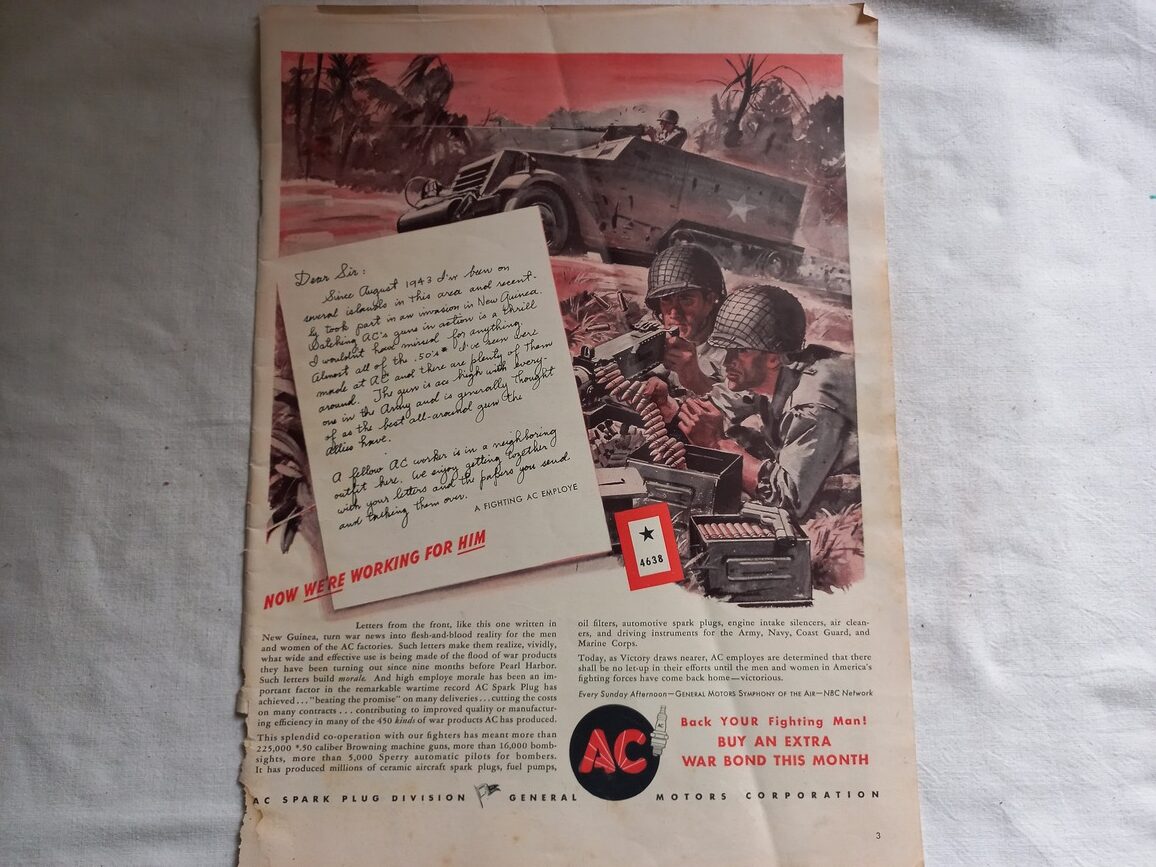 Dear Sir:
Since August 1943 I've been on
several islands in this area and recent-
ly took part in an invasion in New Guinea.
Watching AC's guns in action is a thrill
I wouldn't have missed for anything.
Almost all of the .50's* I've seen were
made at AC and there are plenty of them
around. The gun is ace high with every-
one in the Army and is generally thought
of as the best all-around gun the
Allies have.
A fellow AC worker is in a neighboring
outfit here. We enjoy getting together
with your letters and the papers you send
and talking them over.
A FIGHTING AC EMPLOYE
4638
NOW WE'RE WORKING FOR HIM
Letters from the front, like this one written in
New Guinea, turn war news into flesh-and-blood reality for the men
and women of the AC factories. Such letters make them realize, vividly,
what wide and effective use is being made of the flood of war products
they have been turning out since nine months before Pearl Harbor.
Such letters build morale. And high employe morale has been an im-
portant factor in the remarkable wartime record AC Spark Plug has
achieved ... "beating the promise" on many deliveries ... cutting the costs
on many contracts ... contributing to improved quality or manufactur-
ing efficiency in many of the 450 kinds of war products AC has produced.
This splendid co-operation with our fighters has meant more than
225,000 *.50 caliber Browning machine guns, more than 16,000 bomb-
sights, more than 5,000 Sperry automatic pilots for bombers.
It has produced millions of ceramic aircraft spark plugs, fuel pumps,
oil filters, automotive spark plugs, engine intake silencers, air clean-
ers, and driving instruments for the Army, Navy, Coast Guard, and
Marine Corps.
Today, as Victory draws nearer, AC employes are determined that there
shall be no let-up in their efforts until the men and women in America's
fighting forces have come back home—victorious.
Every Sunday Afternoon—GENERAL MOTORS SYMPHONY OF THE AIR—NBC Network
AC
Back YOUR Fighting Man!
BUY AN EXTRA
WAR BOND THIS MONTH
AC SPARK PLUG DIVISION GENERAL MOTORS CORPORATION
3